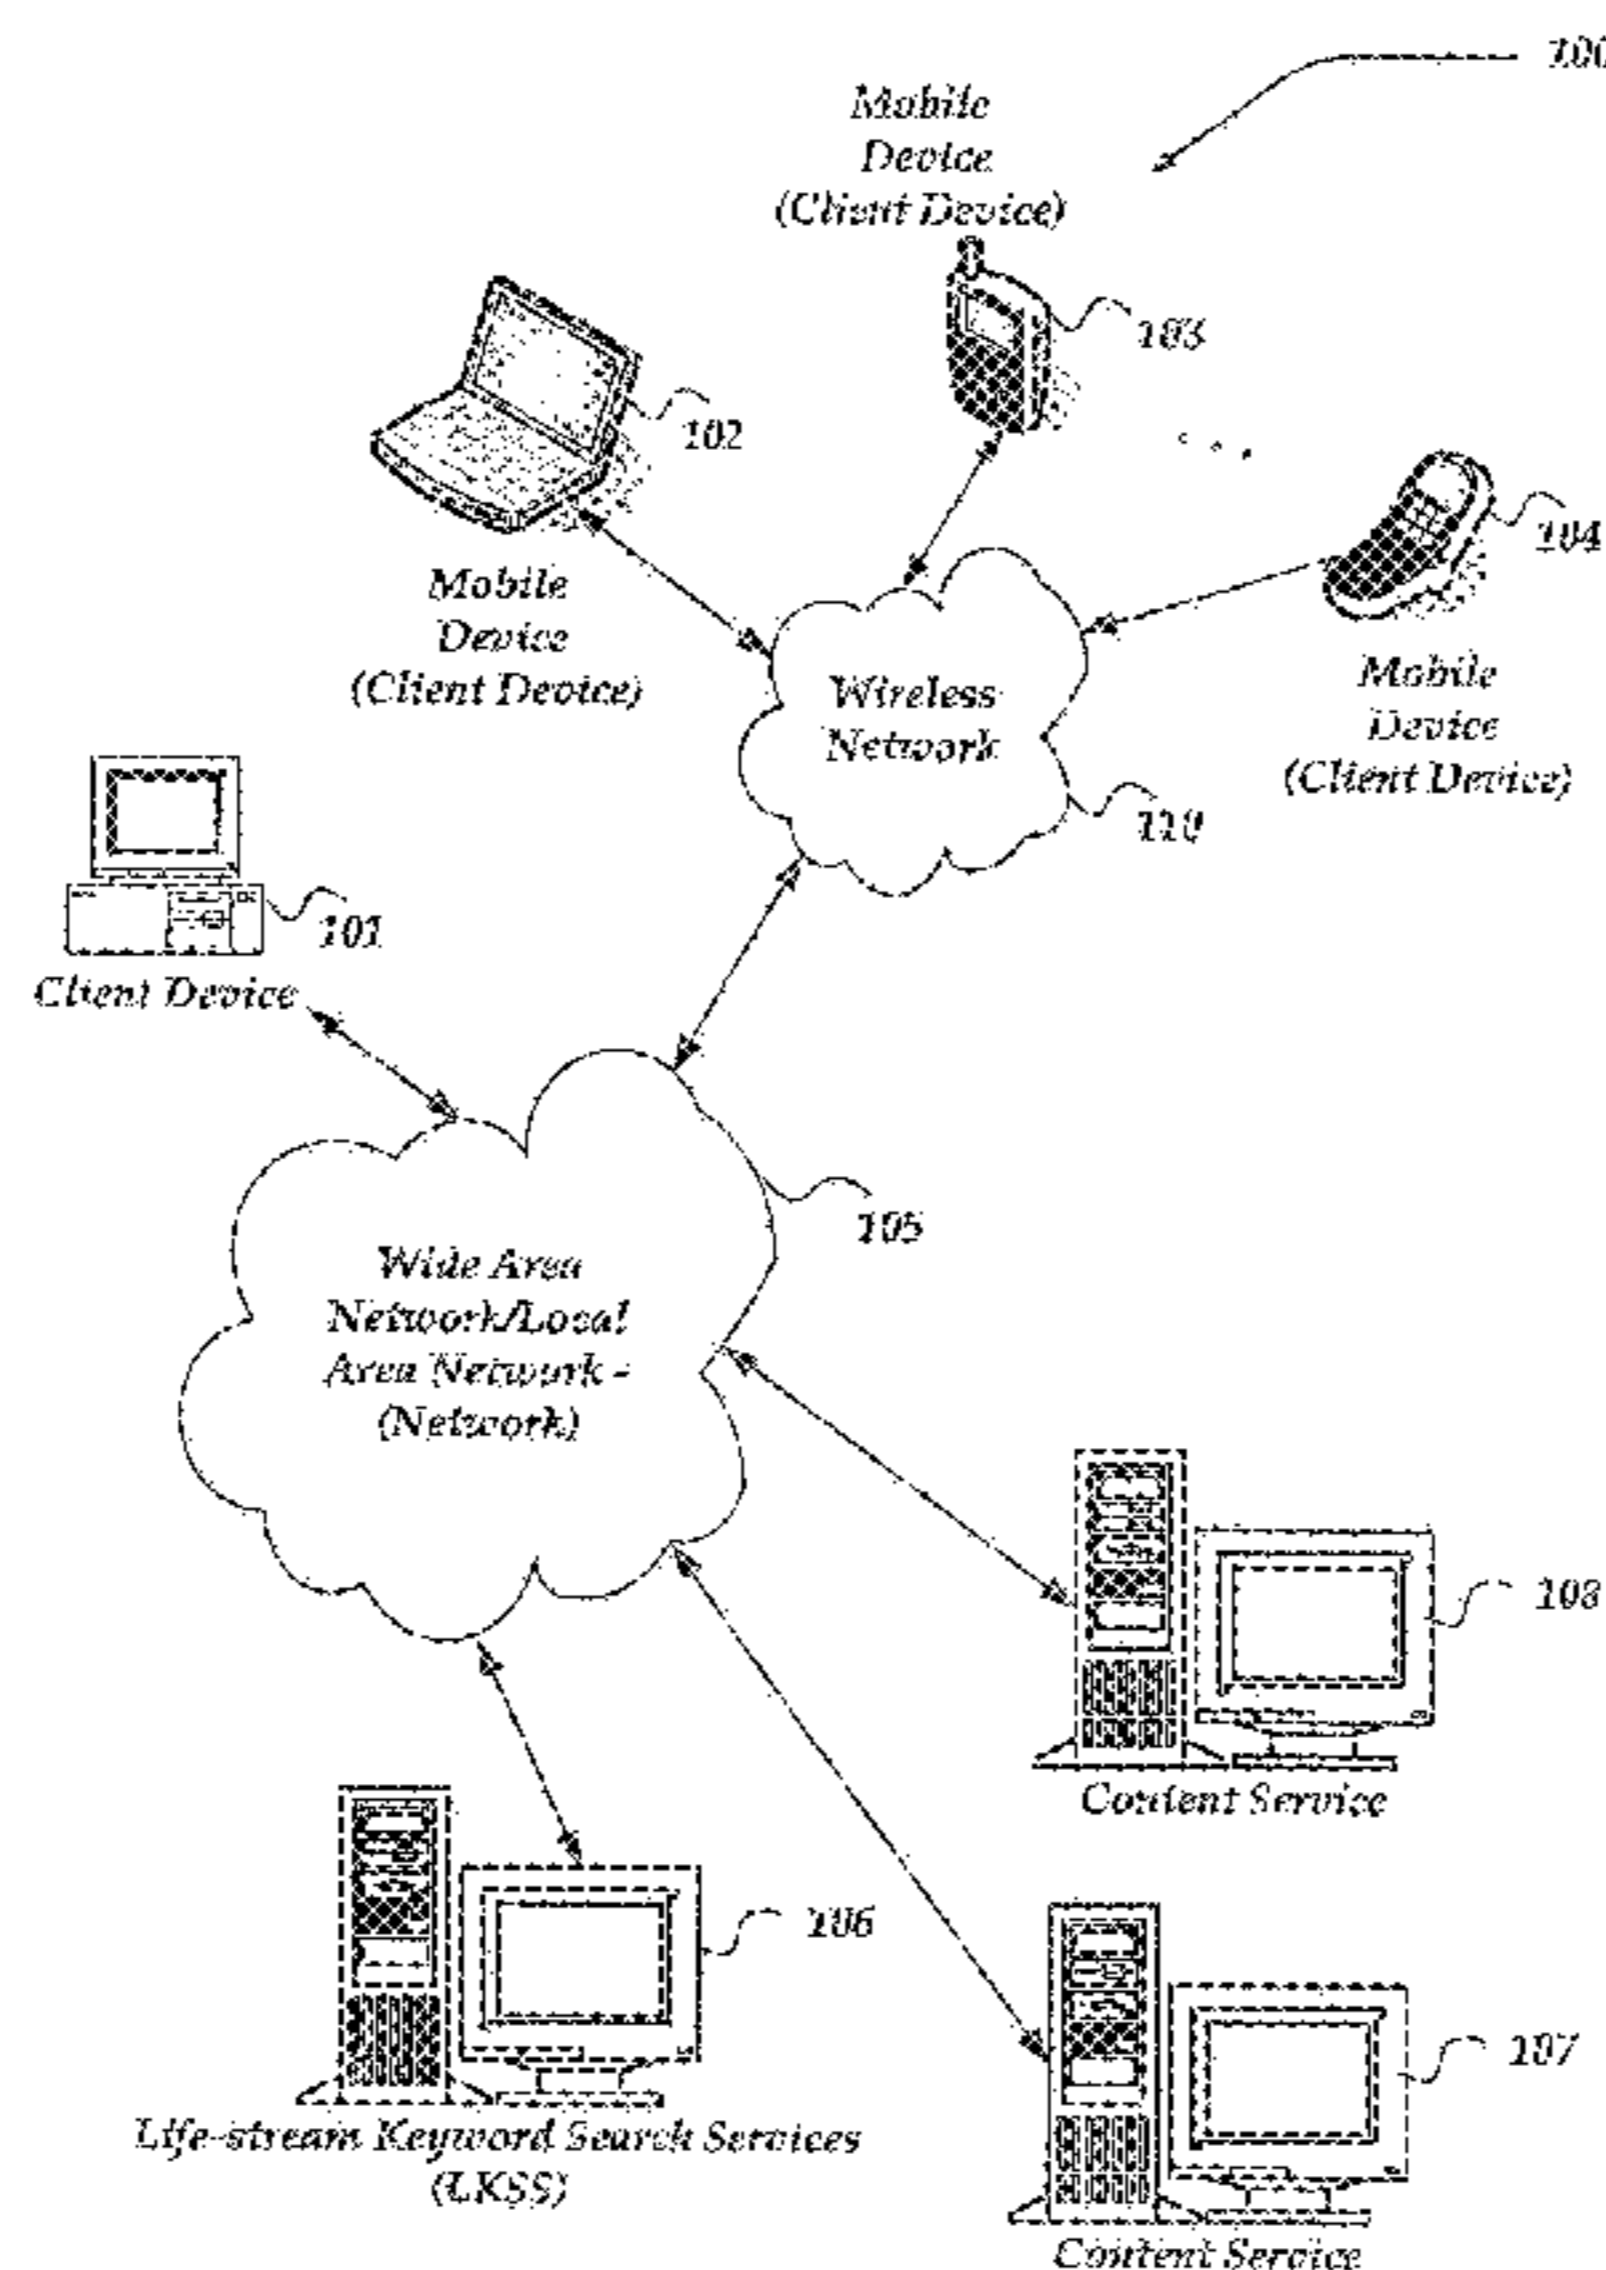 100
Mobile
Device
(Client Device)
103
102
104
Mobile
Device
(Client Device)
Wireless
Network
Mobile
Device
(Client Device)
110
101
Client Device
105
Wide Area
Network/Local
Area Network -
(Network)
108
Content Service
106
107
Life-stream Keyword Search Services
(LKSS)
Content Service